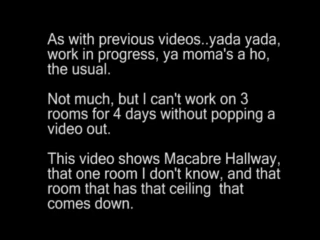 As with previous videos..yada yada,
work in progress, ya moma's a ho,
the usual.
Not much, but I can't work on 3
rooms for 4 days without popping a
video out.
This video shows Macabre Hallway,
that one room I don't know, and that
room that has that ceiling that
comes down.